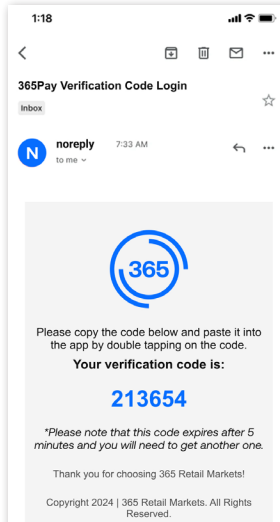 1:18
365Pay Verification Code Login
Inbox
N
noreply 7:33 AM
to me
365
Please copy the code below and paste it into
the app by double tapping on the code.
Your verification code is:
213654
*Please note that this code expires after 5
minutes and you will need to get another one.
Thank you for choosing 365 Retail Markets!
Copyright 2024 | 365 Retail Markets. All Rights
Reserved.